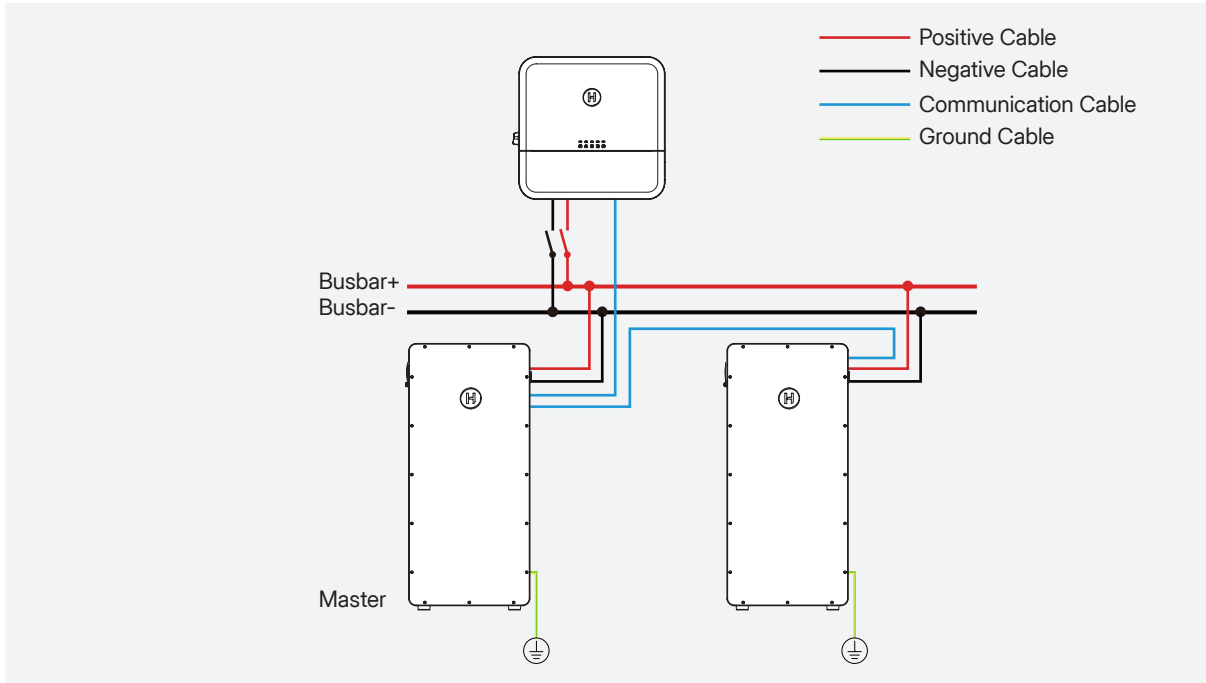 Positive Cable
Negative Cable
Communication Cable
Ground Cable
H
Busbar+
Busbar-
H
H
Master